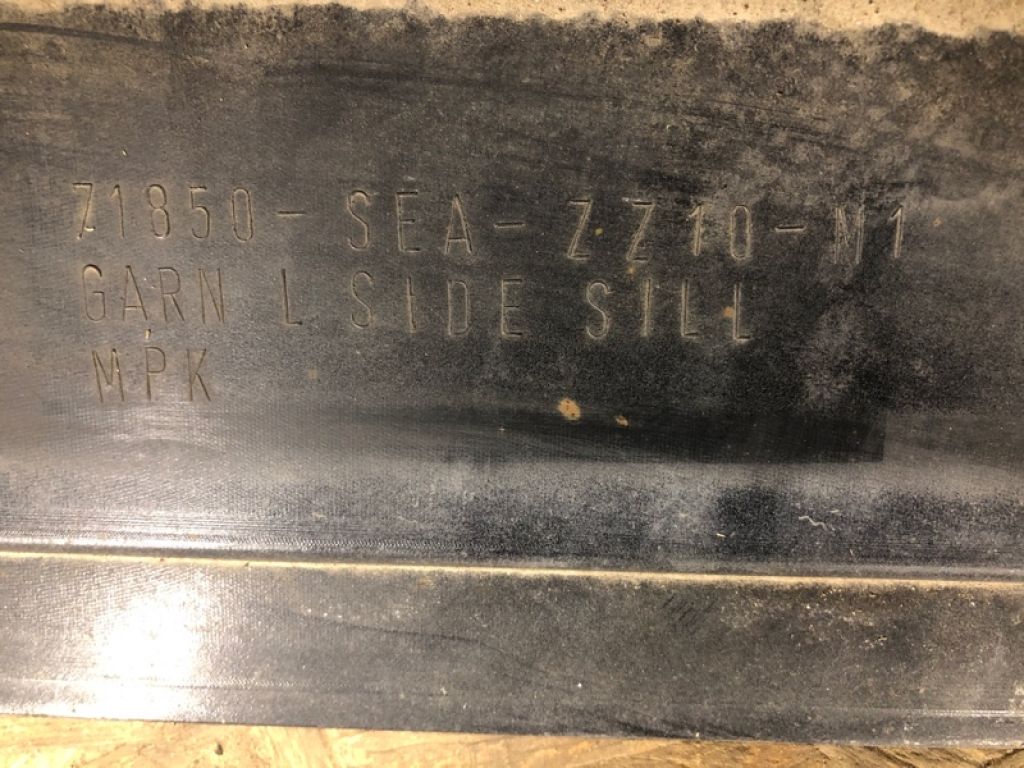 71850-SEA-ZZ10-M1
GARN L SIDE SILL
MPK